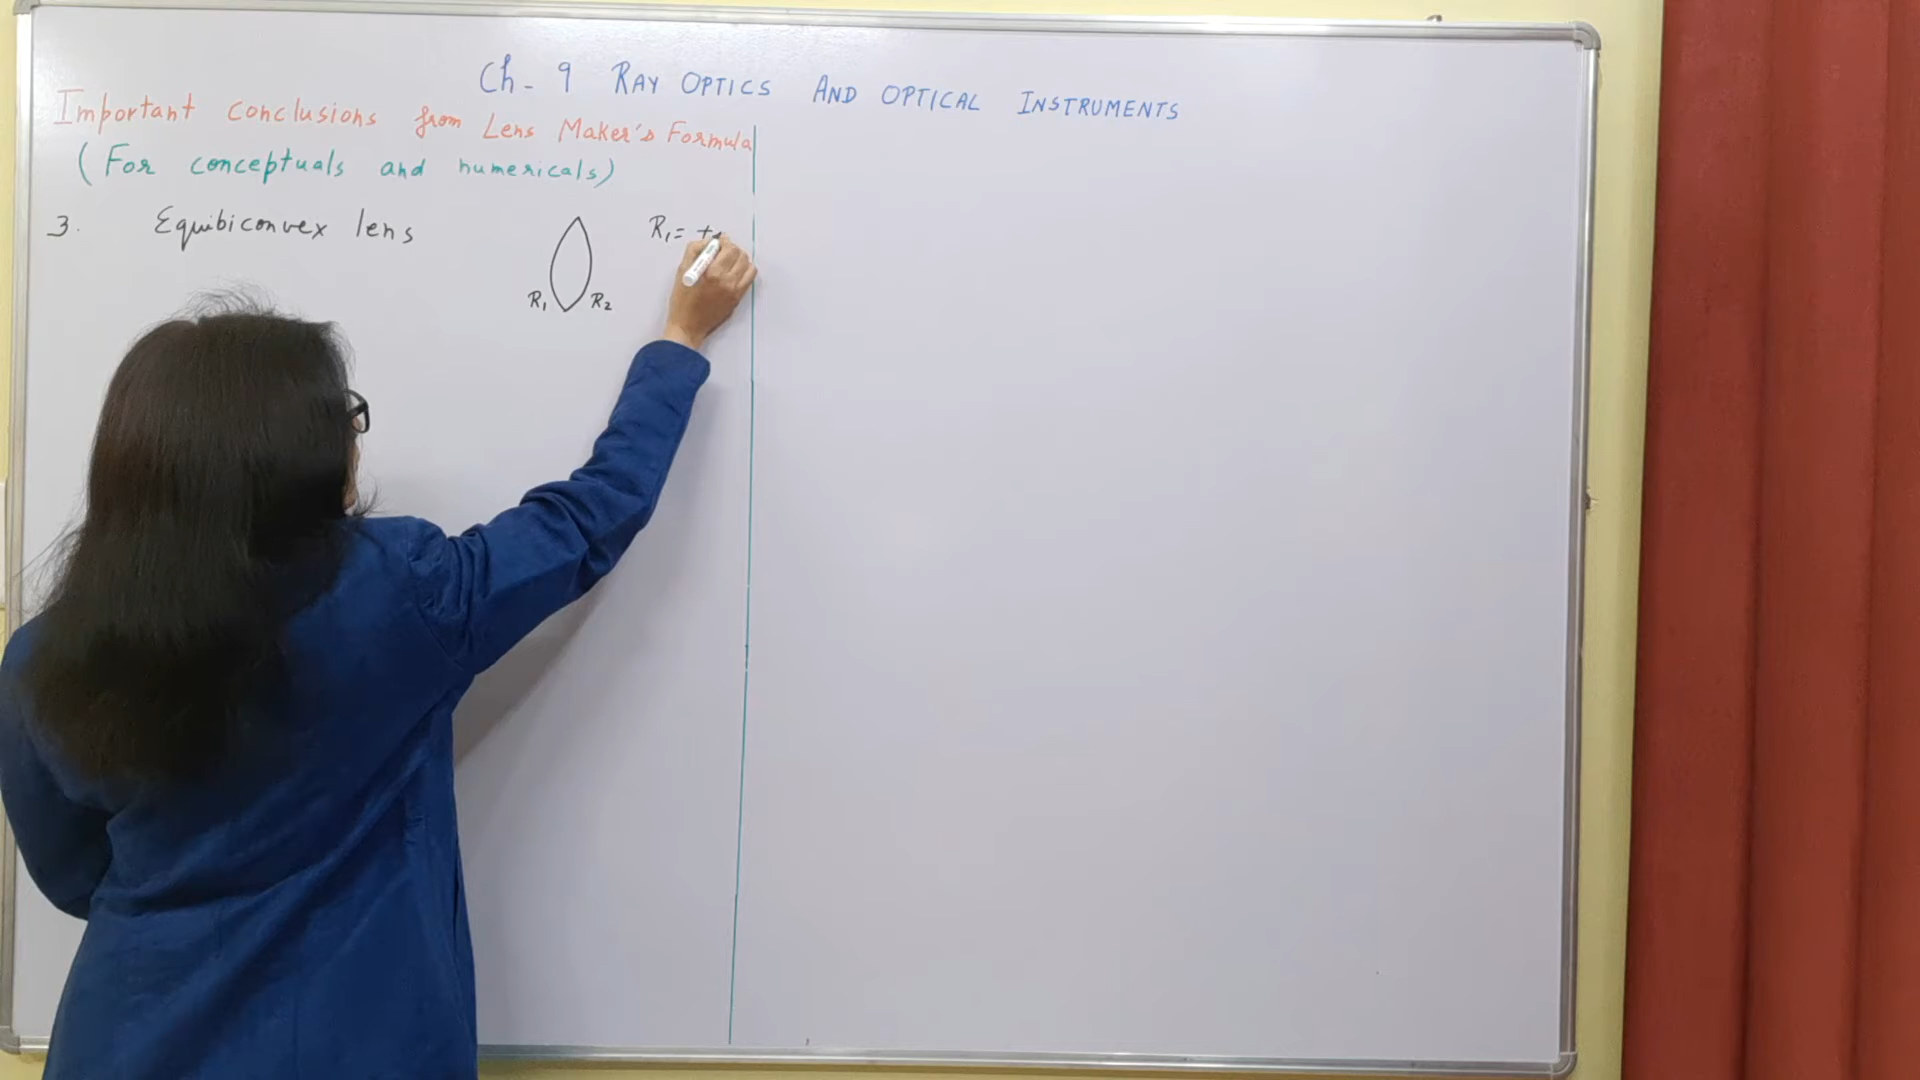 Ch-9 RAY OPTICS AND OPTICAL INSTRUMENTS
Important conclusions from Lens Maker's Formula
(For conceptuals and numericals)
3. Equibiconvex lens
R₁= +
R₁ R₂